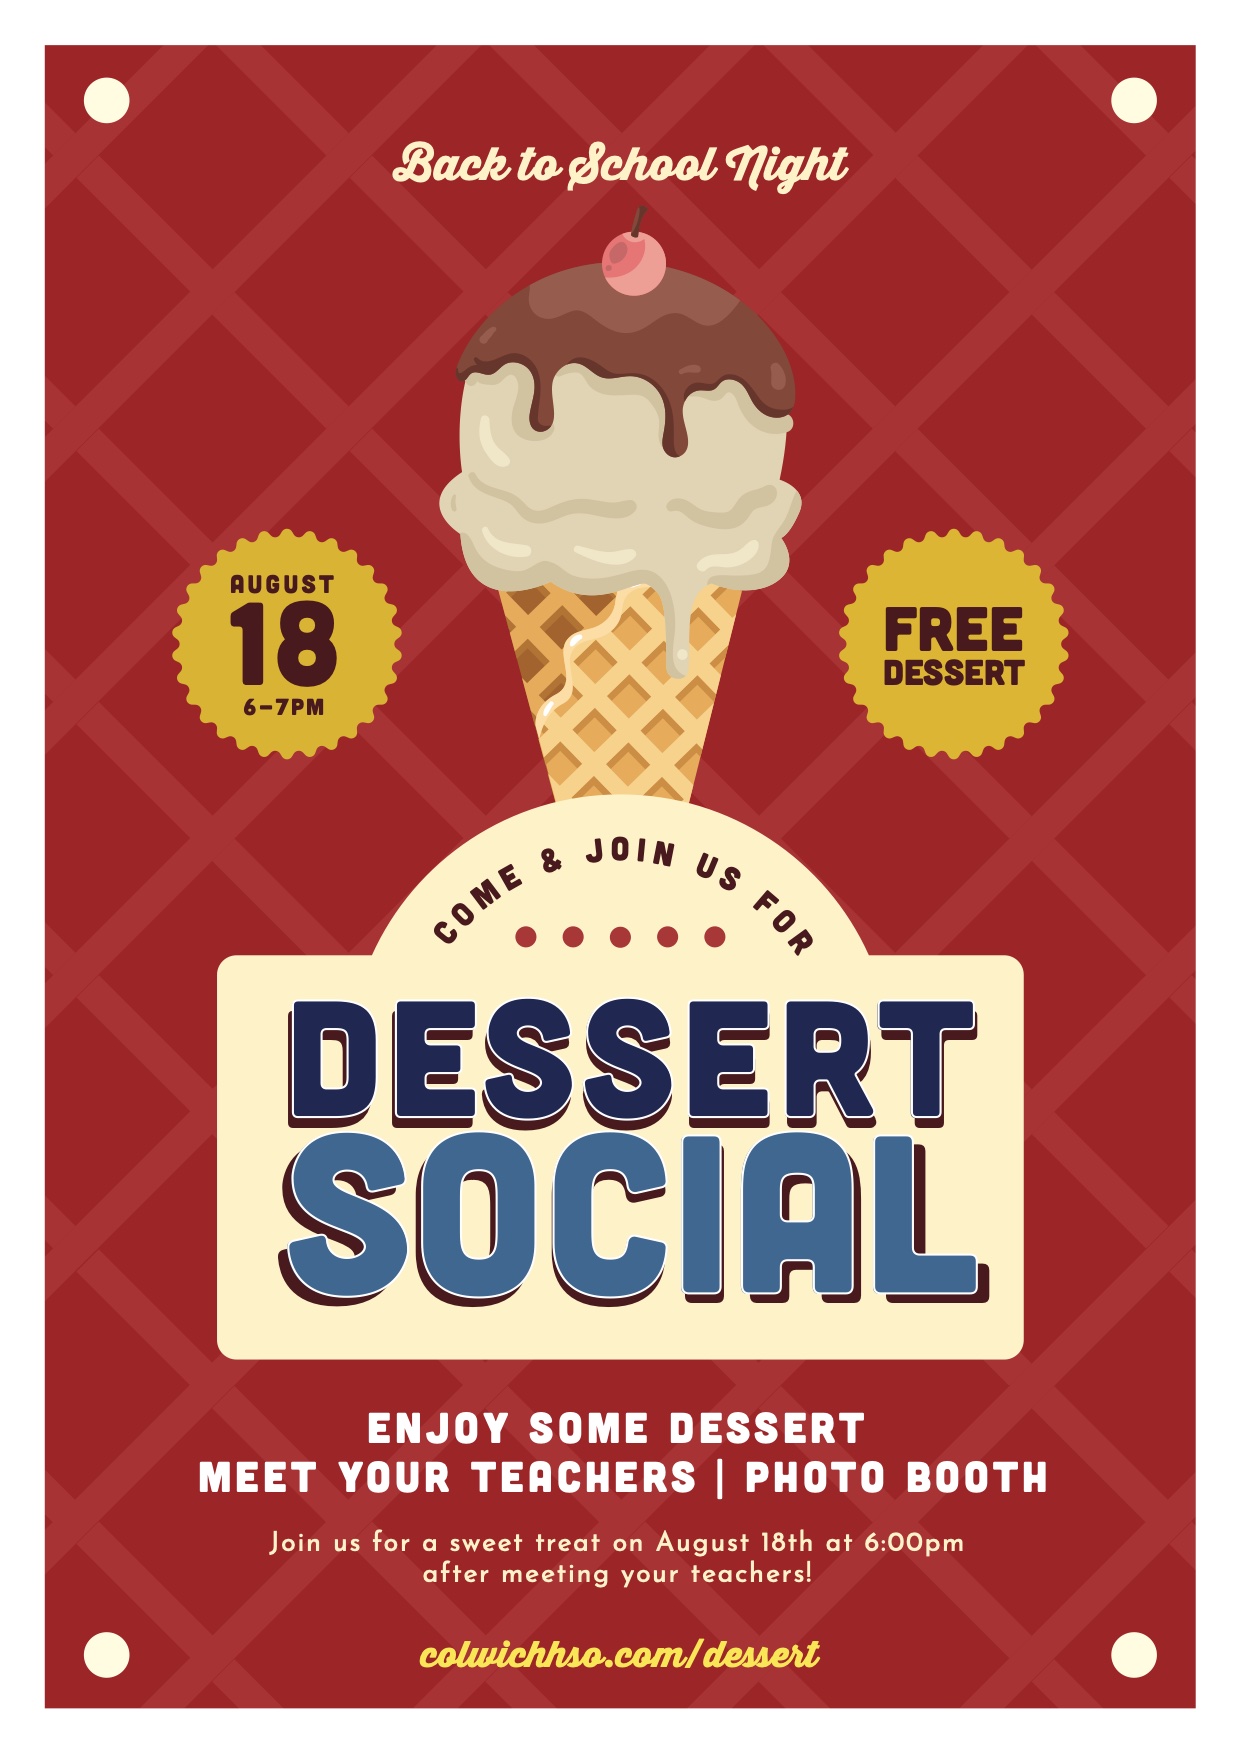 Back to School Night
AUGUST
18
6-7PM
FREE
DESSERT
COME & JOIN US FOR
DESSERT
SOCIAL
ENJOY SOME DESSERT
MEET YOUR TEACHERS | PHOTO BOOTH
Join us for a sweet treat on August 18th at 6:00pm
after meeting your teachers!
colwichhso.com/dessert